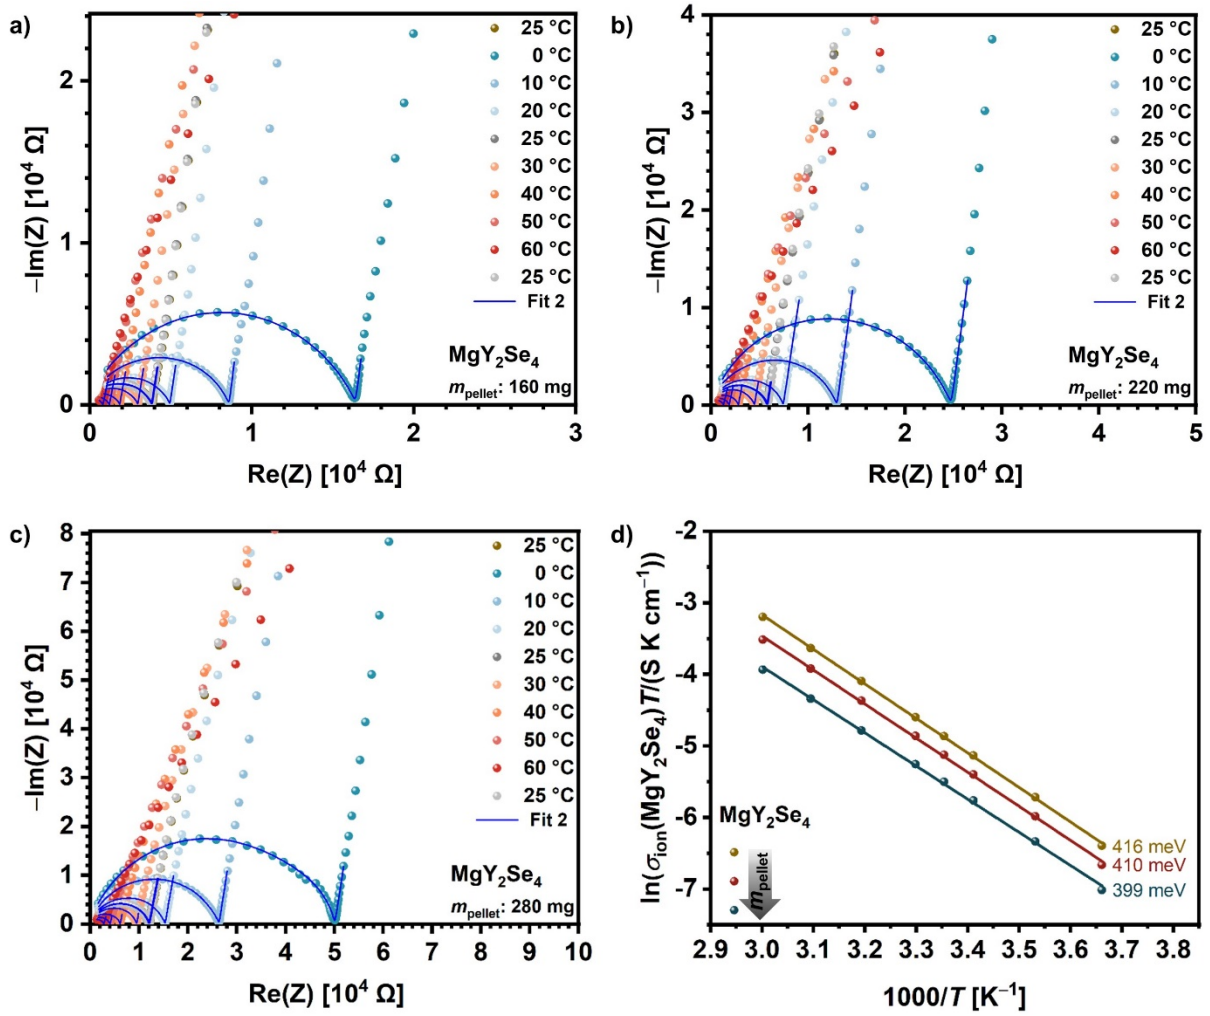 a)
25 °C
0 °C
10 °C
20 °C
25 °C
30 °C
40 °C
50 °C
60 °C
25 °C
Fit 2
MgY₂Se₄
m_pellet: 160 mg
−Im(Z) [10⁴ Ω]
2
1
0
0 1 2 3
Re(Z) [10⁴ Ω]
b)
25 °C
0 °C
10 °C
20 °C
25 °C
30 °C
40 °C
50 °C
60 °C
25 °C
Fit 2
MgY₂Se₄
m_pellet: 220 mg
−Im(Z) [10⁴ Ω]
4
3
2
1
0
0 1 2 3 4 5
Re(Z) [10⁴ Ω]
c)
25 °C
0 °C
10 °C
20 °C
25 °C
30 °C
40 °C
50 °C
60 °C
25 °C
Fit 2
MgY₂Se₄
m_pellet: 280 mg
−Im(Z) [10⁴ Ω]
8
7
6
5
4
3
2
1
0
0 1 2 3 4 5 6 7 8 9 10
Re(Z) [10⁴ Ω]
d)
ln(σ_ion(MgY₂Se₄)T/(S K cm⁻¹))
-2
-3
-4
-5
-6
-7
MgY₂Se₄
m_pellet
416 meV
410 meV
399 meV
2.9 3.0 3.1 3.2 3.3 3.4 3.5 3.6 3.7 3.8
1000/T [K⁻¹]